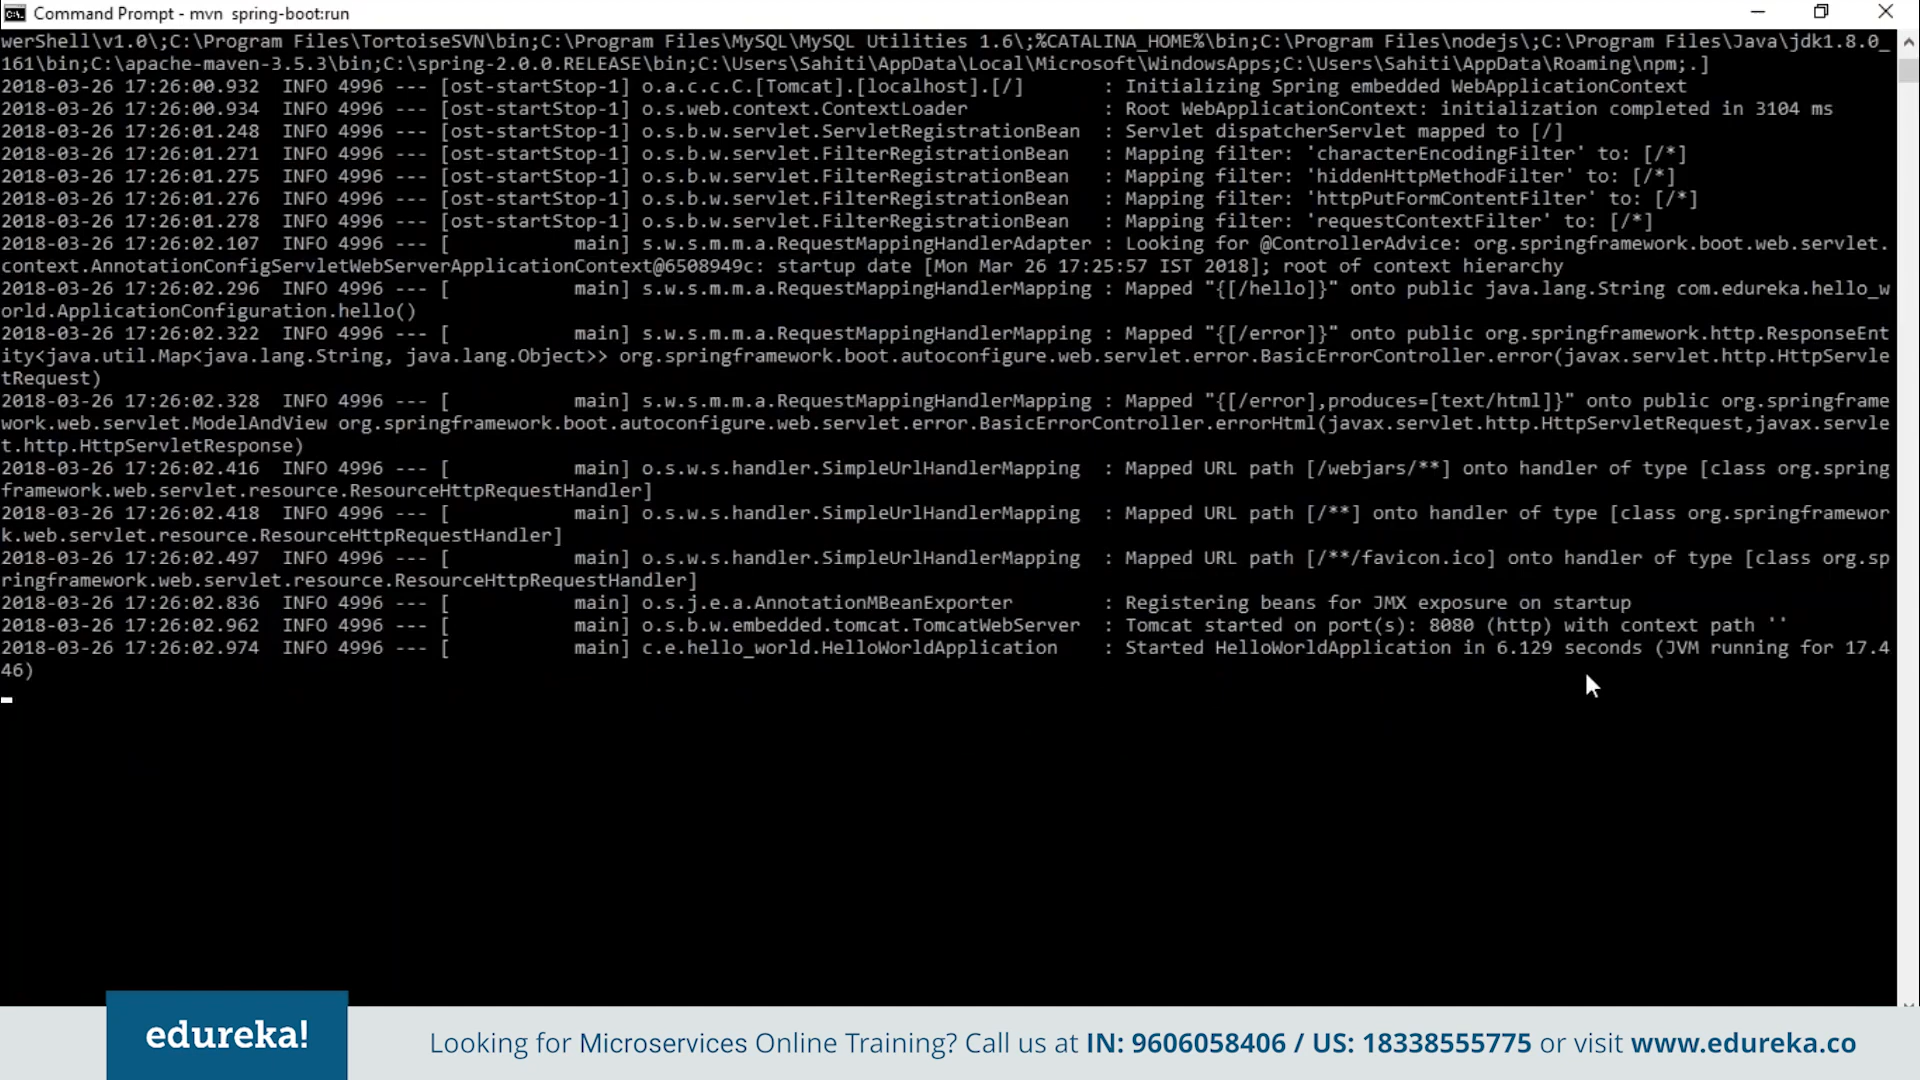 Command Prompt - mvn  spring-boot:run
werShell\v1.0\;C:\Program Files\TortoiseSVN\bin;C:\Program Files\MySQL\MySQL Utilities 1.6\;%CATALINA_HOME%\bin;C:\Program Files\nodejs\;C:\Program Files\Java\jdk1.8.0_
161\bin;C:\apache-maven-3.5.3\bin;C:\spring-2.0.0.RELEASE\bin;C:\Users\Sahiti\AppData\Local\Microsoft\WindowsApps;C:\Users\Sahiti\AppData\Roaming\npm;.]
2018-03-26 17:26:00.932  INFO 4996 --- [ost-startStop-1] o.a.c.c.C.[Tomcat].[localhost].[/]       : Initializing Spring embedded WebApplicationContext
2018-03-26 17:26:00.934  INFO 4996 --- [ost-startStop-1] o.s.web.context.ContextLoader            : Root WebApplicationContext: initialization completed in 3104 ms
2018-03-26 17:26:01.248  INFO 4996 --- [ost-startStop-1] o.s.b.w.servlet.ServletRegistrationBean  : Servlet dispatcherServlet mapped to [/]
2018-03-26 17:26:01.271  INFO 4996 --- [ost-startStop-1] o.s.b.w.servlet.FilterRegistrationBean   : Mapping filter: 'characterEncodingFilter' to: [/*]
2018-03-26 17:26:01.275  INFO 4996 --- [ost-startStop-1] o.s.b.w.servlet.FilterRegistrationBean   : Mapping filter: 'hiddenHttpMethodFilter' to: [/*]
2018-03-26 17:26:01.276  INFO 4996 --- [ost-startStop-1] o.s.b.w.servlet.FilterRegistrationBean   : Mapping filter: 'httpPutFormContentFilter' to: [/*]
2018-03-26 17:26:01.278  INFO 4996 --- [ost-startStop-1] o.s.b.w.servlet.FilterRegistrationBean   : Mapping filter: 'requestContextFilter' to: [/*]
2018-03-26 17:26:02.107  INFO 4996 --- [           main] s.w.s.m.m.a.RequestMappingHandlerAdapter : Looking for @ControllerAdvice: org.springframework.boot.web.servlet.
context.AnnotationConfigServletWebServerApplicationContext@6508949c: startup date [Mon Mar 26 17:25:57 IST 2018]; root of context hierarchy
2018-03-26 17:26:02.296  INFO 4996 --- [           main] s.w.s.m.m.a.RequestMappingHandlerMapping : Mapped "{[/hello]}" onto public java.lang.String com.edureka.hello_w
orld.ApplicationConfiguration.hello()
2018-03-26 17:26:02.322  INFO 4996 --- [           main] s.w.s.m.m.a.RequestMappingHandlerMapping : Mapped "{[/error]}" onto public org.springframework.http.ResponseEnt
ity<java.util.Map<java.lang.String, java.lang.Object>> org.springframework.boot.autoconfigure.web.servlet.error.BasicErrorController.error(javax.servlet.http.HttpServle
tRequest)
2018-03-26 17:26:02.328  INFO 4996 --- [           main] s.w.s.m.m.a.RequestMappingHandlerMapping : Mapped "{[/error],produces=[text/html]}" onto public org.springframe
work.web.servlet.ModelAndView org.springframework.boot.autoconfigure.web.servlet.error.BasicErrorController.errorHtml(javax.servlet.http.HttpServletRequest,javax.servle
t.http.HttpServletResponse)
2018-03-26 17:26:02.416  INFO 4996 --- [           main] o.s.w.s.handler.SimpleUrlHandlerMapping  : Mapped URL path [/webjars/**] onto handler of type [class org.spring
framework.web.servlet.resource.ResourceHttpRequestHandler]
2018-03-26 17:26:02.418  INFO 4996 --- [           main] o.s.w.s.handler.SimpleUrlHandlerMapping  : Mapped URL path [/**] onto handler of type [class org.springframewor
k.web.servlet.resource.ResourceHttpRequestHandler]
2018-03-26 17:26:02.497  INFO 4996 --- [           main] o.s.w.s.handler.SimpleUrlHandlerMapping  : Mapped URL path [/**/favicon.ico] onto handler of type [class org.sp
ringframework.web.servlet.resource.ResourceHttpRequestHandler]
2018-03-26 17:26:02.836  INFO 4996 --- [           main] o.s.j.e.a.AnnotationMBeanExporter        : Registering beans for JMX exposure on startup
2018-03-26 17:26:02.962  INFO 4996 --- [           main] o.s.b.w.embedded.tomcat.TomcatWebServer  : Tomcat started on port(s): 8080 (http) with context path ''
2018-03-26 17:26:02.974  INFO 4996 --- [           main] c.e.hello_world.HelloWorldApplication    : Started HelloWorldApplication in 6.129 seconds (JVM running for 17.4
46)
edureka!
Looking for Microservices Online Training? Call us at IN: 9606058406 / US: 18338555775 or visit www.edureka.co